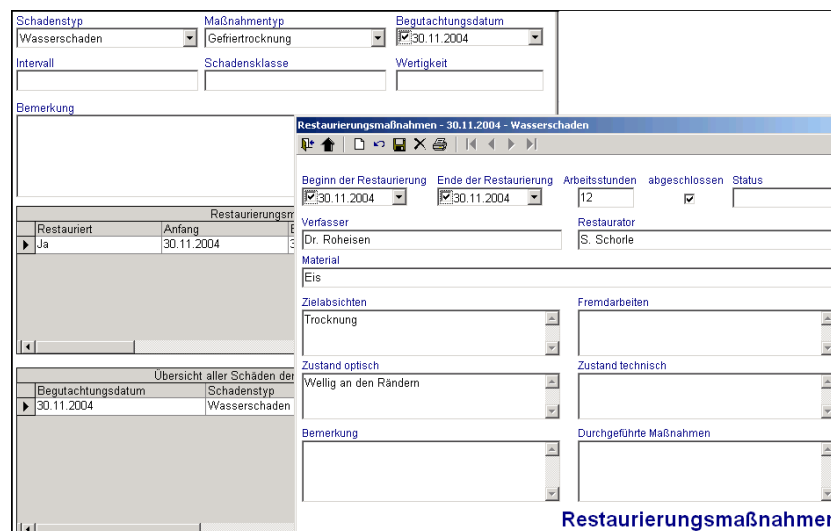 Schadenstyp Maßnahmentyp Begutachtungsdatum
Wasserschaden Gefriertrocknung 30.11.2004
Intervall Schadensklasse Wertigkeit
Bemerkung
Restaurierungsmaßnahmen - 30.11.2004 - Wasserschaden
Beginn der Restaurierung Ende der Restaurierung Arbeitsstunden abgeschlossen Status
30.11.2004 30.11.2004 12
Verfasser Restaurator
Dr. Roheisen S. Schorle
Material
Eis
Zielabsichten Fremdarbeiten
Trocknung
Zustand optisch Zustand technisch
Wellig an den Rändern
Bemerkung Durchgeführte Maßnahmen
Restaurierungsmaßnahmen
Restaurierungsm
Restauriert Anfang
Ja 30.11.2004
Übersicht aller Schäden der
Begutachtungsdatum Schadenstyp
30.11.2004 Wasserschaden